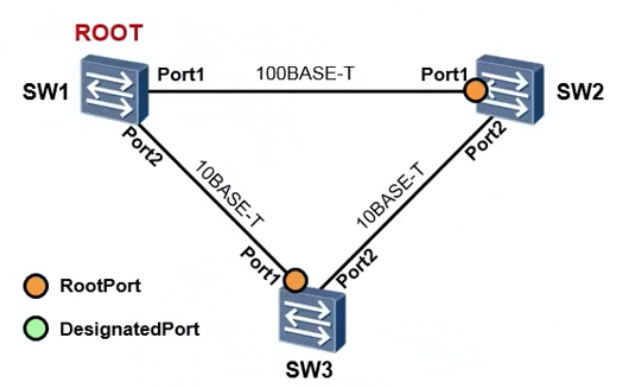 ROOT
SW1
Port1
100BASE-T
Port1
SW2
Port2
Port2
10BASE-T
10BASE-T
Port1
Port2
RootPort
DesignatedPort
SW3